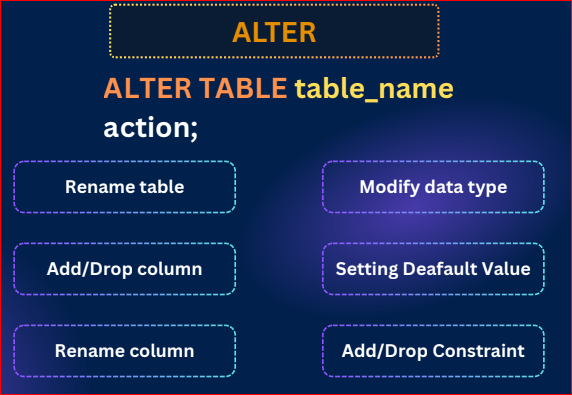 ALTER
ALTER TABLE table_name
action;
Rename table
Modify data type
Add/Drop column
Setting Deafault Value
Rename column
Add/Drop Constraint